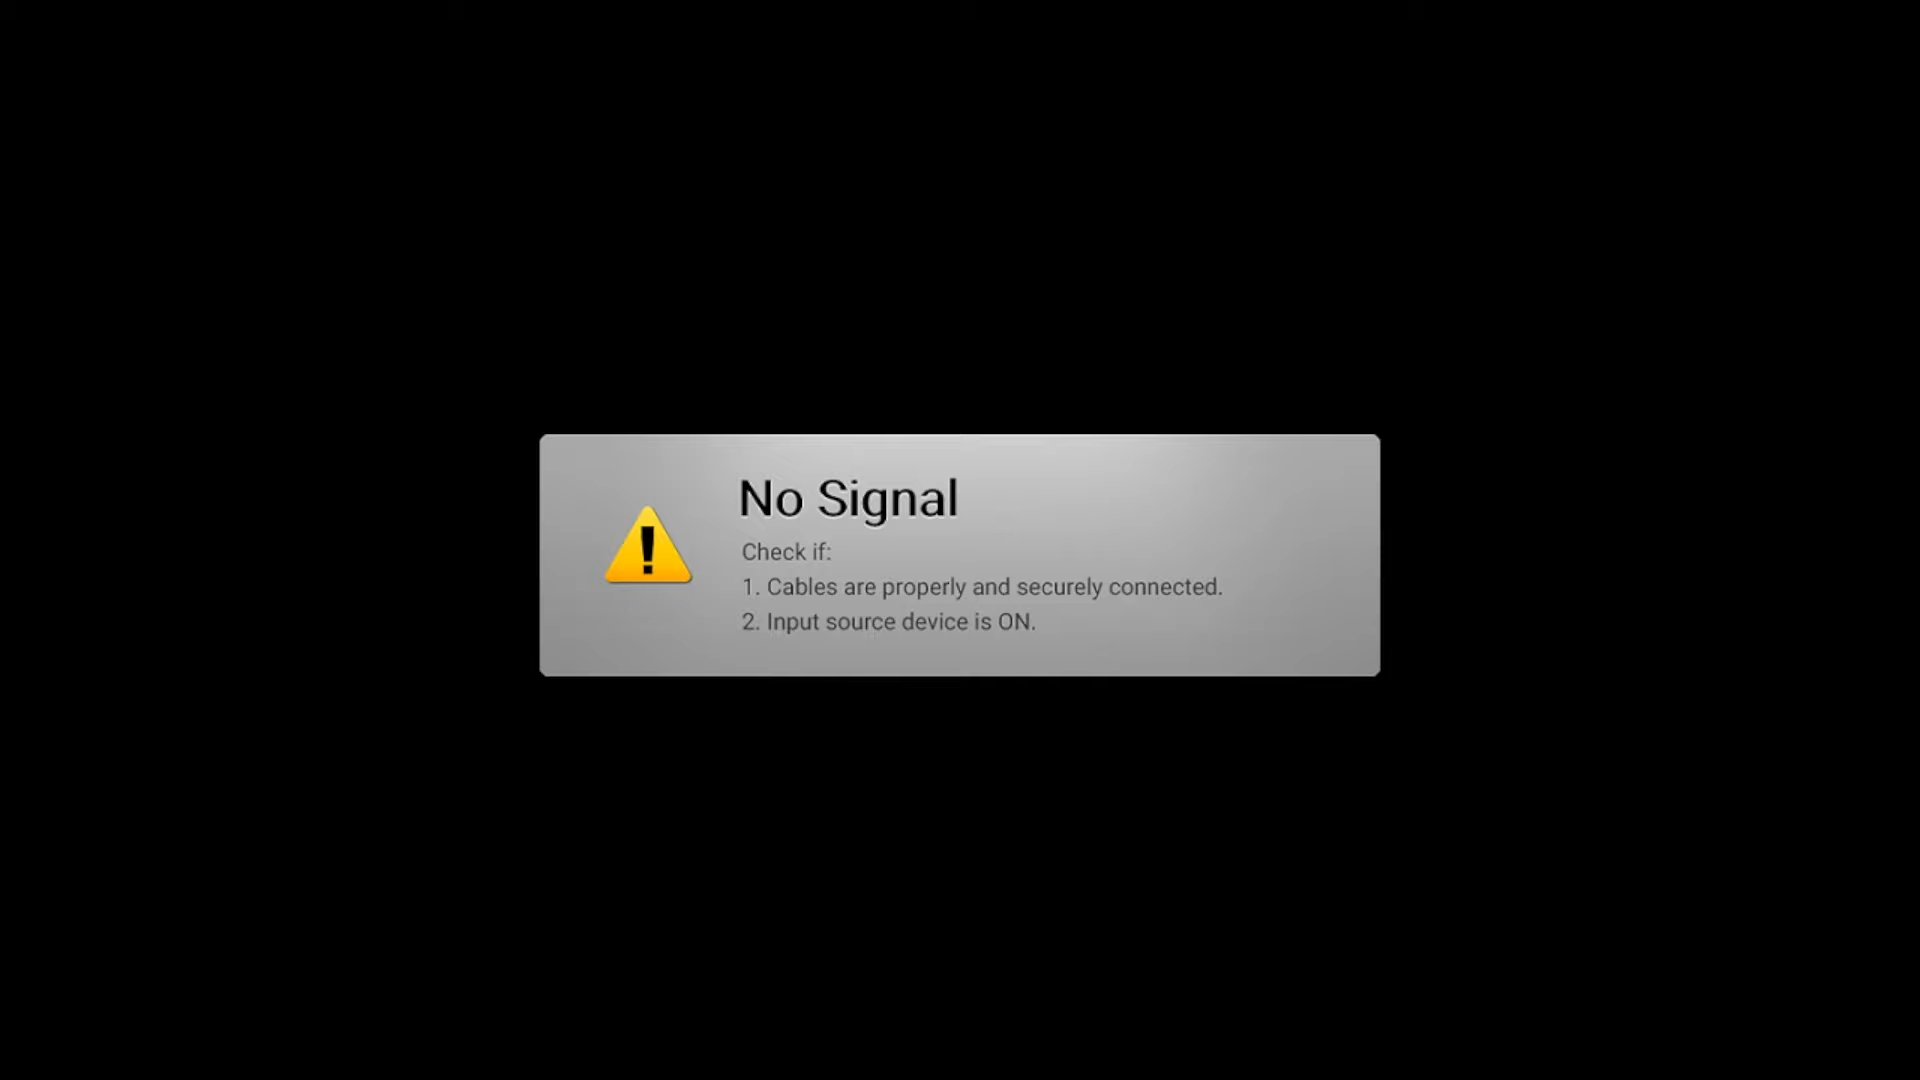 No Signal
Check if:
1. Cables are properly and securely connected.
2. Input source device is ON.